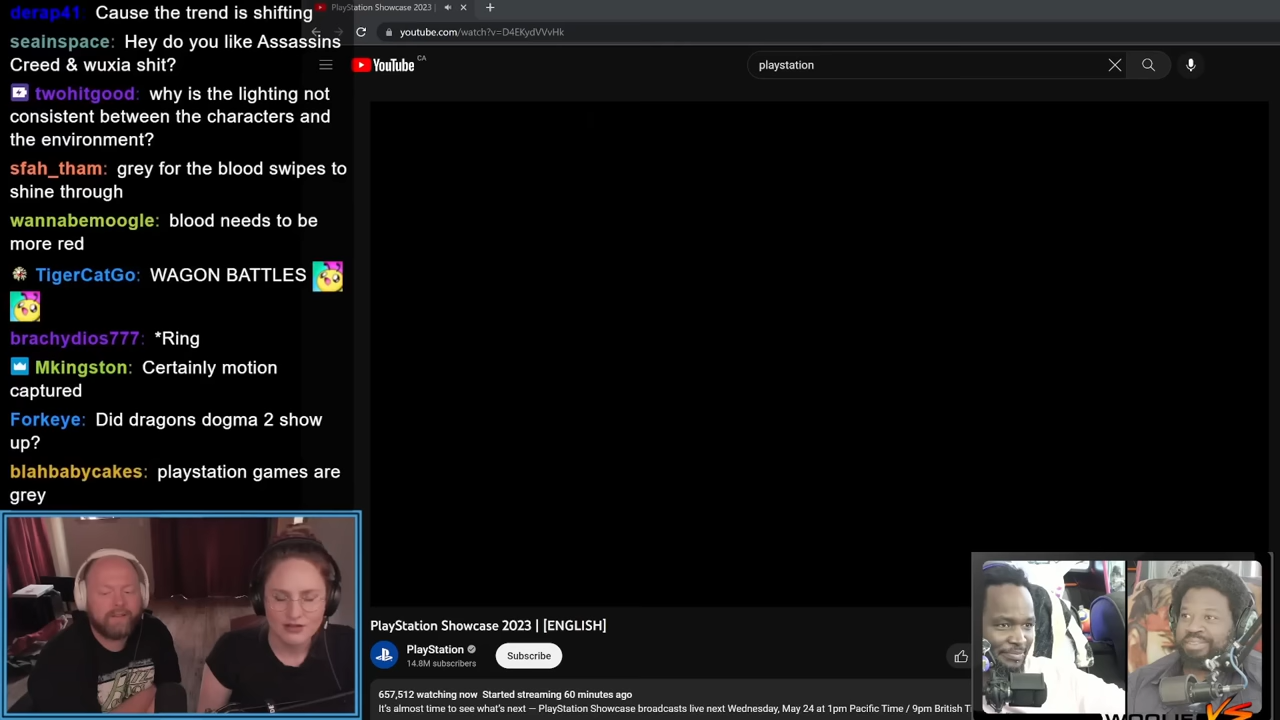 derap41: Cause the trend is shifting
seainspace: Hey do you like Assassins
Creed & wuxia shit?
twohitgood: why is the lighting not
consistent between the characters and
the environment?
sfah_tham: grey for the blood swipes to
shine through
wannabemoogle: blood needs to be
more red
TigerCatGo: WAGON BATTLES
brachydios777: *Ring
Mkingston: Certainly motion
captured
Forkeye: Did dragons dogma 2 show
up?
blahbabycakes: playstation games are
grey
PlayStation Showcase 2023 |
youtube.com/watch?v=D4EKydVVvHk
YouTube CA
playstation
PlayStation Showcase 2023 | [ENGLISH]
PlayStation
14.8M subscribers
Subscribe
657,512 watching now Started streaming 60 minutes ago
It's almost time to see what's next — PlayStation Showcase broadcasts live next Wednesday, May 24 at 1pm Pacific Time / 9pm British T
VS